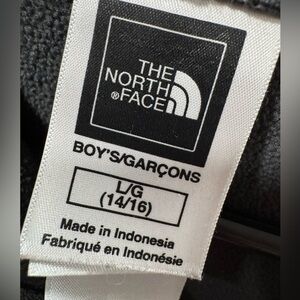 THE
NORTH
®FACE
BOY'S/GARÇONS
L/G
(14/16)
Made in Indonesia
Fabriqué en Indonésie